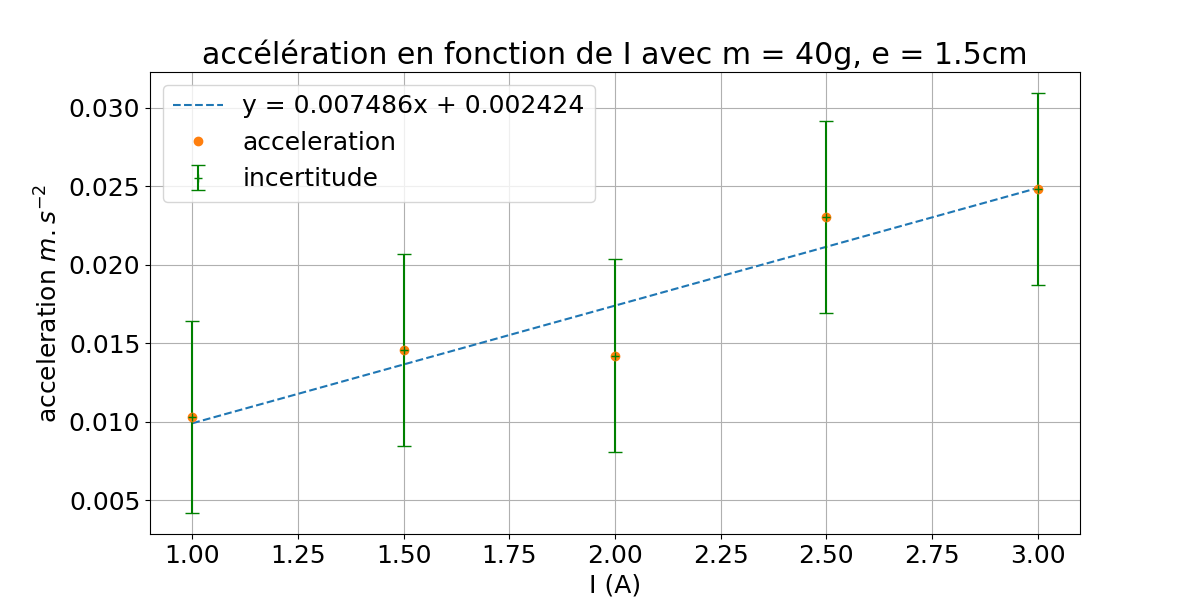 accélération en fonction de I avec m = 40g, e = 1.5cm
y = 0.007486x + 0.002424
acceleration
incertitude
acceleration m.s⁻²
0.030
0.025
0.020
0.015
0.010
0.005
1.00 1.25 1.50 1.75 2.00 2.25 2.50 2.75 3.00
I (A)